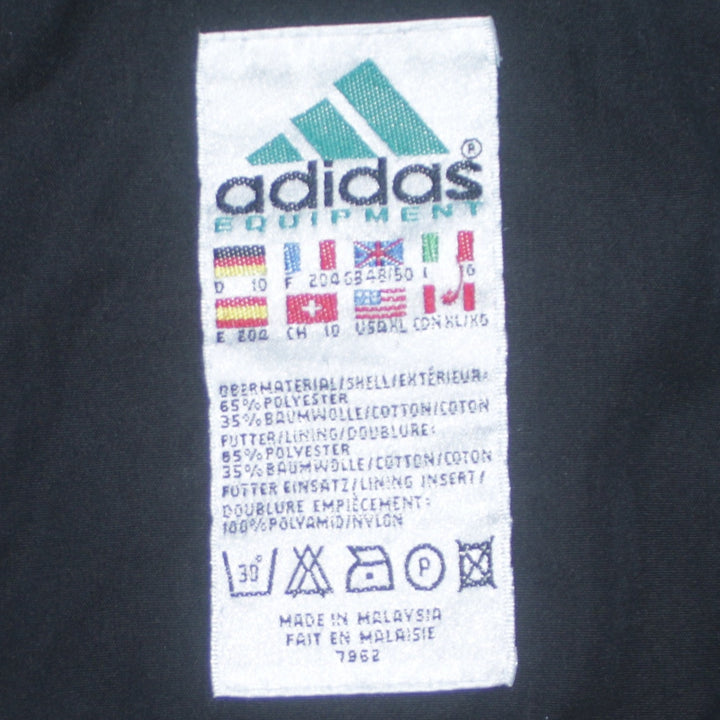 adidas®
EQUIPMENT
D 10 F 204 GB 48/50 I 10
E 204 CH 10 USA XL CDN XL/XG
OBERMATERIAL/SHELL/EXTÉRIEUR:
65% POLYESTER
35% BAUMWOLLE/COTTON/COTON
FUTTER/LINING/DOUBLURE:
65% POLYESTER
35% BAUMWOLLE/COTTON/COTON
FUTTER EINSATZ/LINING INSERT/
DOUBLURE EMPIÈCEMENT:
100% POLYAMID/NYLON
30° P
MADE IN MALAYSIA
FAIT EN MALAISIE
7962